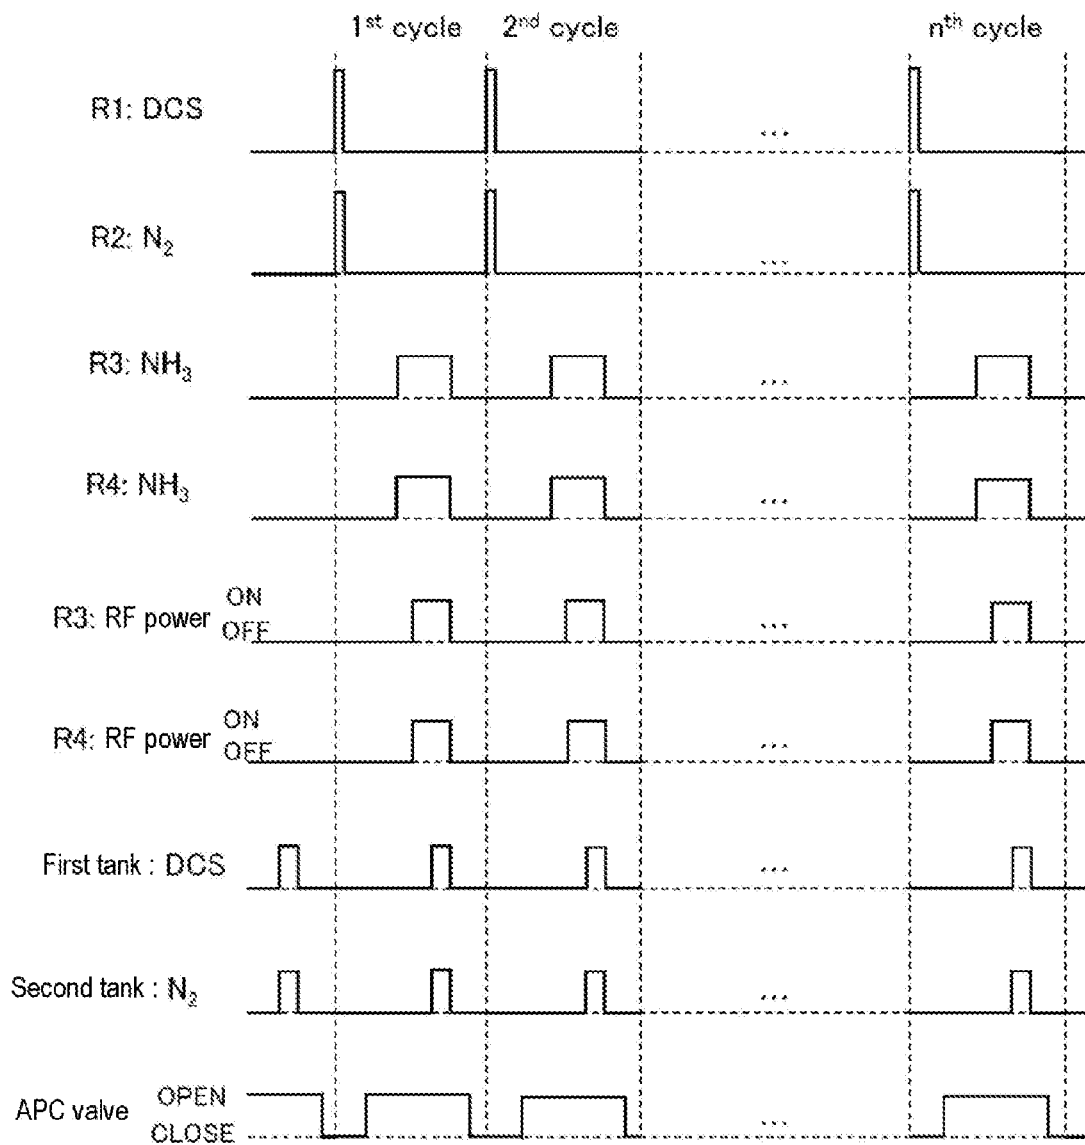 1st cycle 2nd cycle nth cycle
R1: DCS ...
R2: N2 ...
R3: NH3 ...
R4: NH3 ...
R3: RF power ON OFF ...
R4: RF power ON OFF ...
First tank : DCS ...
Second tank : N2 ...
APC valve OPEN CLOSE ...